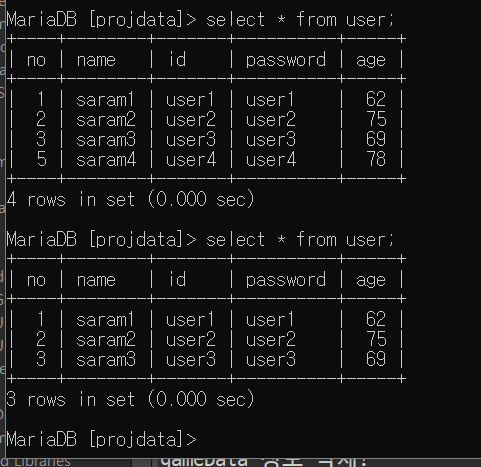 MariaDB [projdata]> select * from user;
+----+--------+-------+----------+-----+
| no | name | id | password | age |
+----+--------+-------+----------+-----+
| 1 | saram1 | user1 | user1 | 62 |
| 2 | saram2 | user2 | user2 | 75 |
| 3 | saram3 | user3 | user3 | 69 |
| 5 | saram4 | user4 | user4 | 78 |
+----+--------+-------+----------+-----+
4 rows in set (0.000 sec)
MariaDB [projdata]> select * from user;
+----+--------+-------+----------+-----+
| no | name | id | password | age |
+----+--------+-------+----------+-----+
| 1 | saram1 | user1 | user1 | 62 |
| 2 | saram2 | user2 | user2 | 75 |
| 3 | saram3 | user3 | user3 | 69 |
+----+--------+-------+----------+-----+
3 rows in set (0.000 sec)
MariaDB [projdata]>
d Libraries